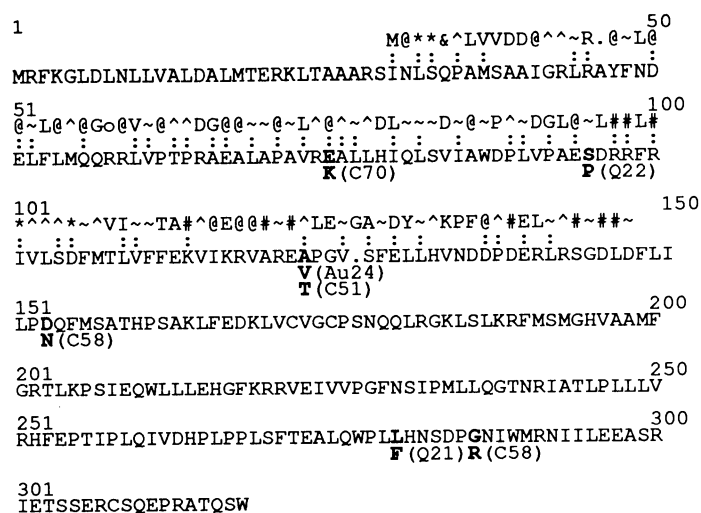 1 50
M@**&^LVVDD@^^~R.@~L@
:: : : : :: :
MRFKGLDLNLLVALDALMTERKLTAAARSINLSQPAMSAAIGRLRAYFND
51 100
@~L@^@Go@V~@^^DG@@~~@~L^@~^DL~~~D~@~P^~DGL@~L##L#
:: : :: : : : : ::: : : : : : : : : :
ELFLMQQRRLVPTPRAEALAPAVREALLHIQLSVIAWDPLVPAESDRRFR
K(C70) P(Q22)
101 150
*^^^*~^VI~~TA#^@E@@#~#^LE~GA~DY~^KPF@^#EL~^#~##~
: :: :: : : : : : : :: : :
IVLSDFMTLVFFEKVIKRVAREAPGV.SFELLHVNDDPDERLRSGDLDFLI
V(Au24)
T(C51)
151 200
LPDQFMSATHPSAKLFEDKLVCVGCPSNQQLRGKLSLKRFMSMGHVAAMF
N(C58)
201 250
GRTLKPSIEQWLLLEHGFKRRVEIVVPGFNSIPMLLQGTNRIATLPLLLV
251 300
RHFEPTIPLQIVDHPLPPLSFTEALQWPLLHNSDPGNIWMRNIILEEASR
F(Q21) R(C58)
301
IETSSERCSQEPRATQSW